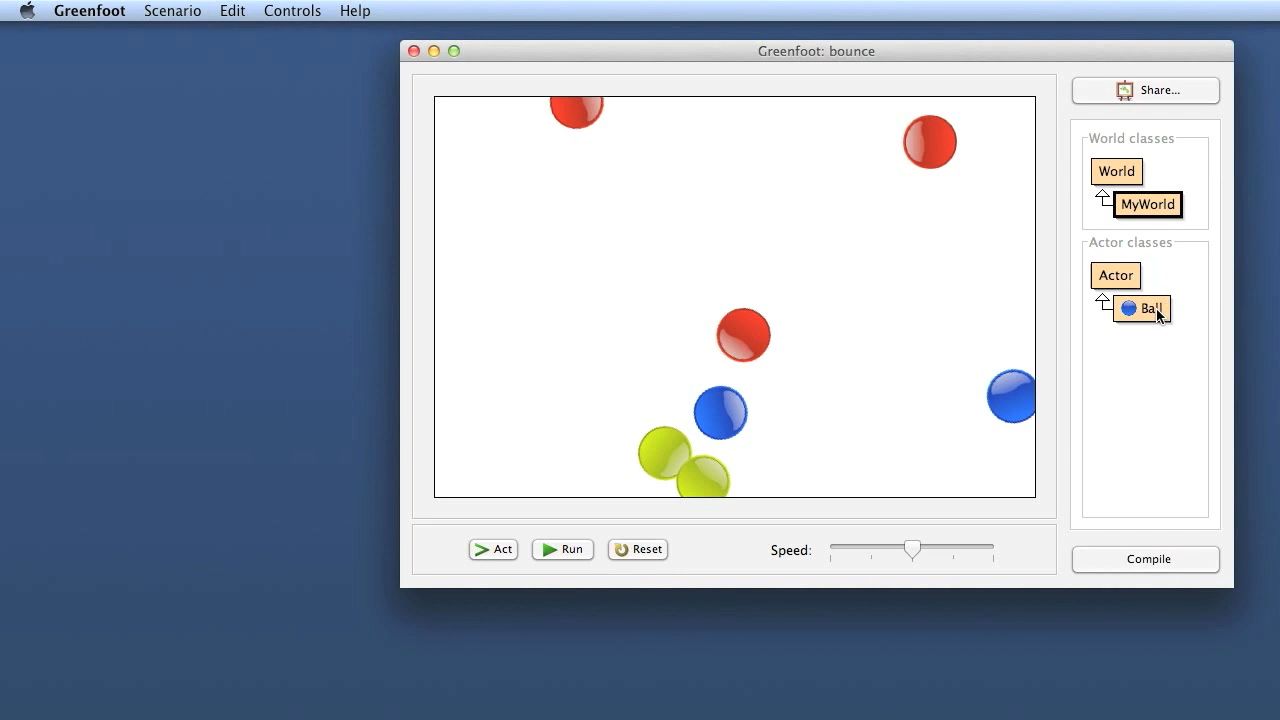 Greenfoot Scenario Edit Controls Help
Greenfoot: bounce
Share...
World classes
World
MyWorld
Actor classes
Actor
Ball
Act Run Reset Speed:
Compile